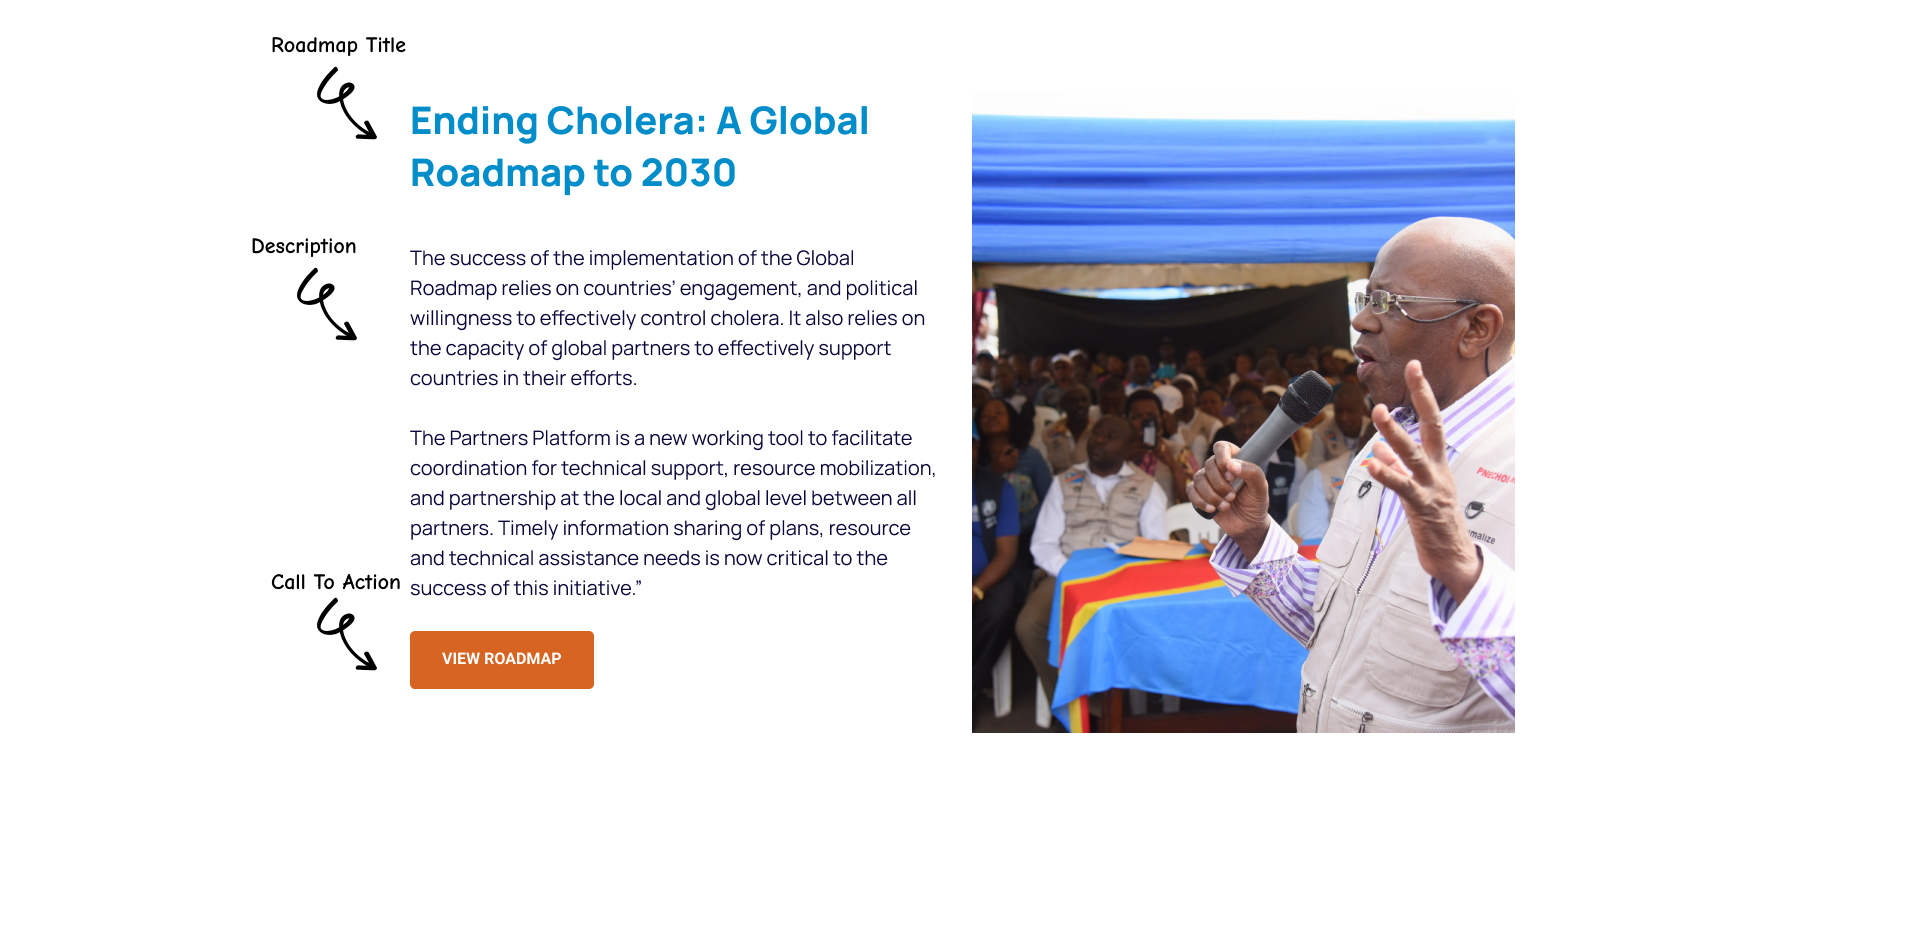 Roadmap Title
Ending Cholera: A Global
Roadmap to 2030
Description
The success of the implementation of the Global
Roadmap relies on countries’ engagement, and political
willingness to effectively control cholera. It also relies on
the capacity of global partners to effectively support
countries in their efforts.
The Partners Platform is a new working tool to facilitate
coordination for technical support, resource mobilization,
and partnership at the local and global level between all
partners. Timely information sharing of plans, resource
and technical assistance needs is now critical to the
success of this initiative.”
Call To Action
VIEW ROADMAP